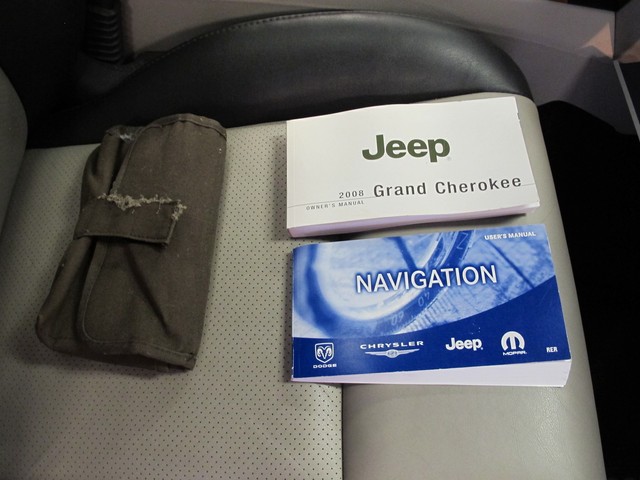 Jeep
2008 Grand Cherokee
OWNER'S MANUAL
USER'S MANUAL
NAVIGATION
DODGE
CHRYSLER
Jeep
MOPAR
RER